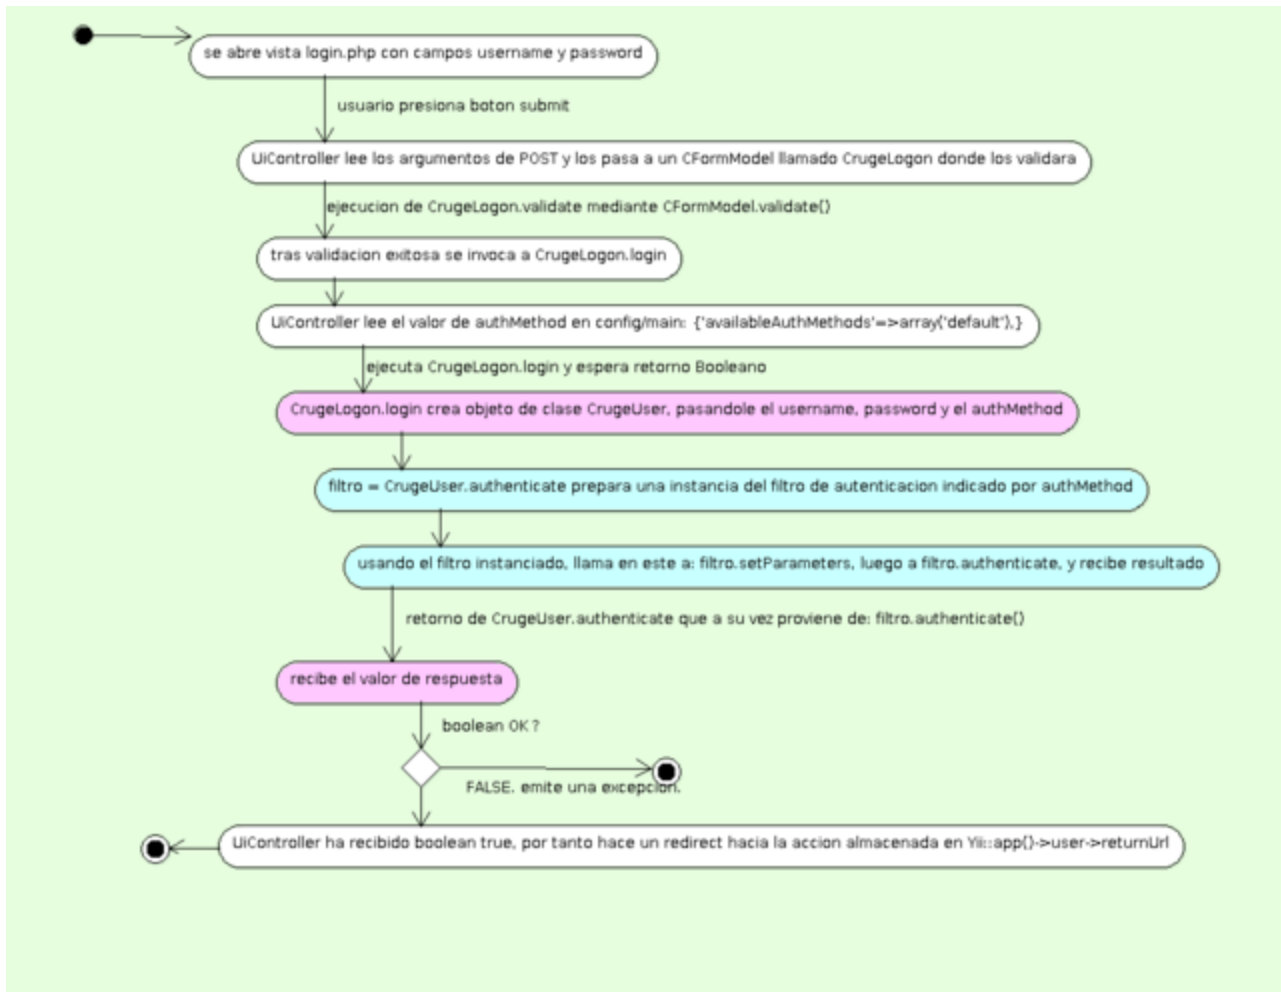 se abre vista login.php con campos username y password
usuario presiona boton submit
UiController lee los argumentos de POST y los pasa a un CFormModel llamado CrugeLogon donde los validara
ejecucion de CrugeLogon.validate mediante CFormModel.validate()
tras validacion exitosa se invoca a CrugeLogon.login
UiController lee el valor de authMethod en config/main: {'availableAuthMethods'=>array('default'),}
ejecuta CrugeLogon.login y espera retorno Booleano
CrugeLogon.login crea objeto de clase CrugeUser, pasandole el username, password y el authMethod
filtro = CrugeUser.authenticate prepara una instancia del filtro de autenticacion indicado por authMethod
usando el filtro instanciado, llama en este a: filtro.setParameters, luego a filtro.authenticate, y recibe resultado
retorno de CrugeUser.authenticate que a su vez proviene de: filtro.authenticate()
recibe el valor de respuesta
boolean OK ?
FALSE. emite una excepcion.
UiController ha recibido boolean true, por tanto hace un redirect hacia la accion almacenada en Yii::app()->user->returnUrl